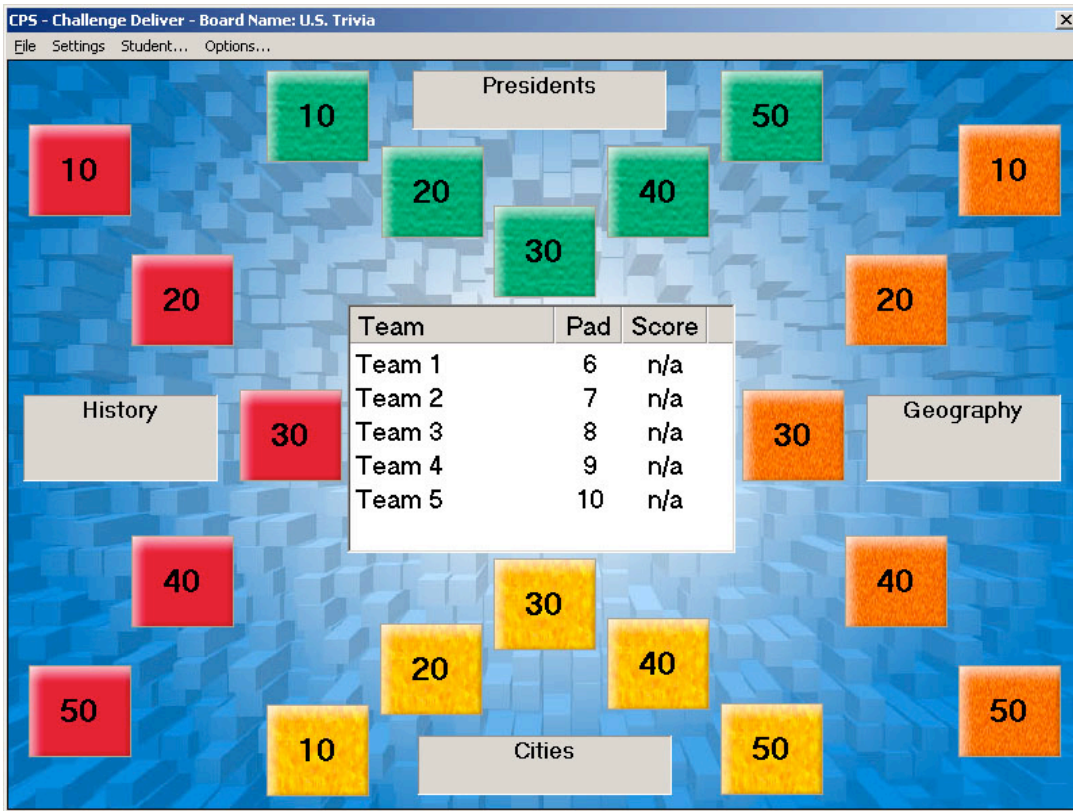 CPS - Challenge Deliver - Board Name: U.S. Trivia
File Settings Student... Options...
Presidents
10
50
10
10
20
40
30
20
20
Team Pad Score
Team 1 6 n/a
Team 2 7 n/a
Team 3 8 n/a
Team 4 9 n/a
Team 5 10 n/a
History
30
30
Geography
40
40
30
20
40
50
50
10
Cities
50